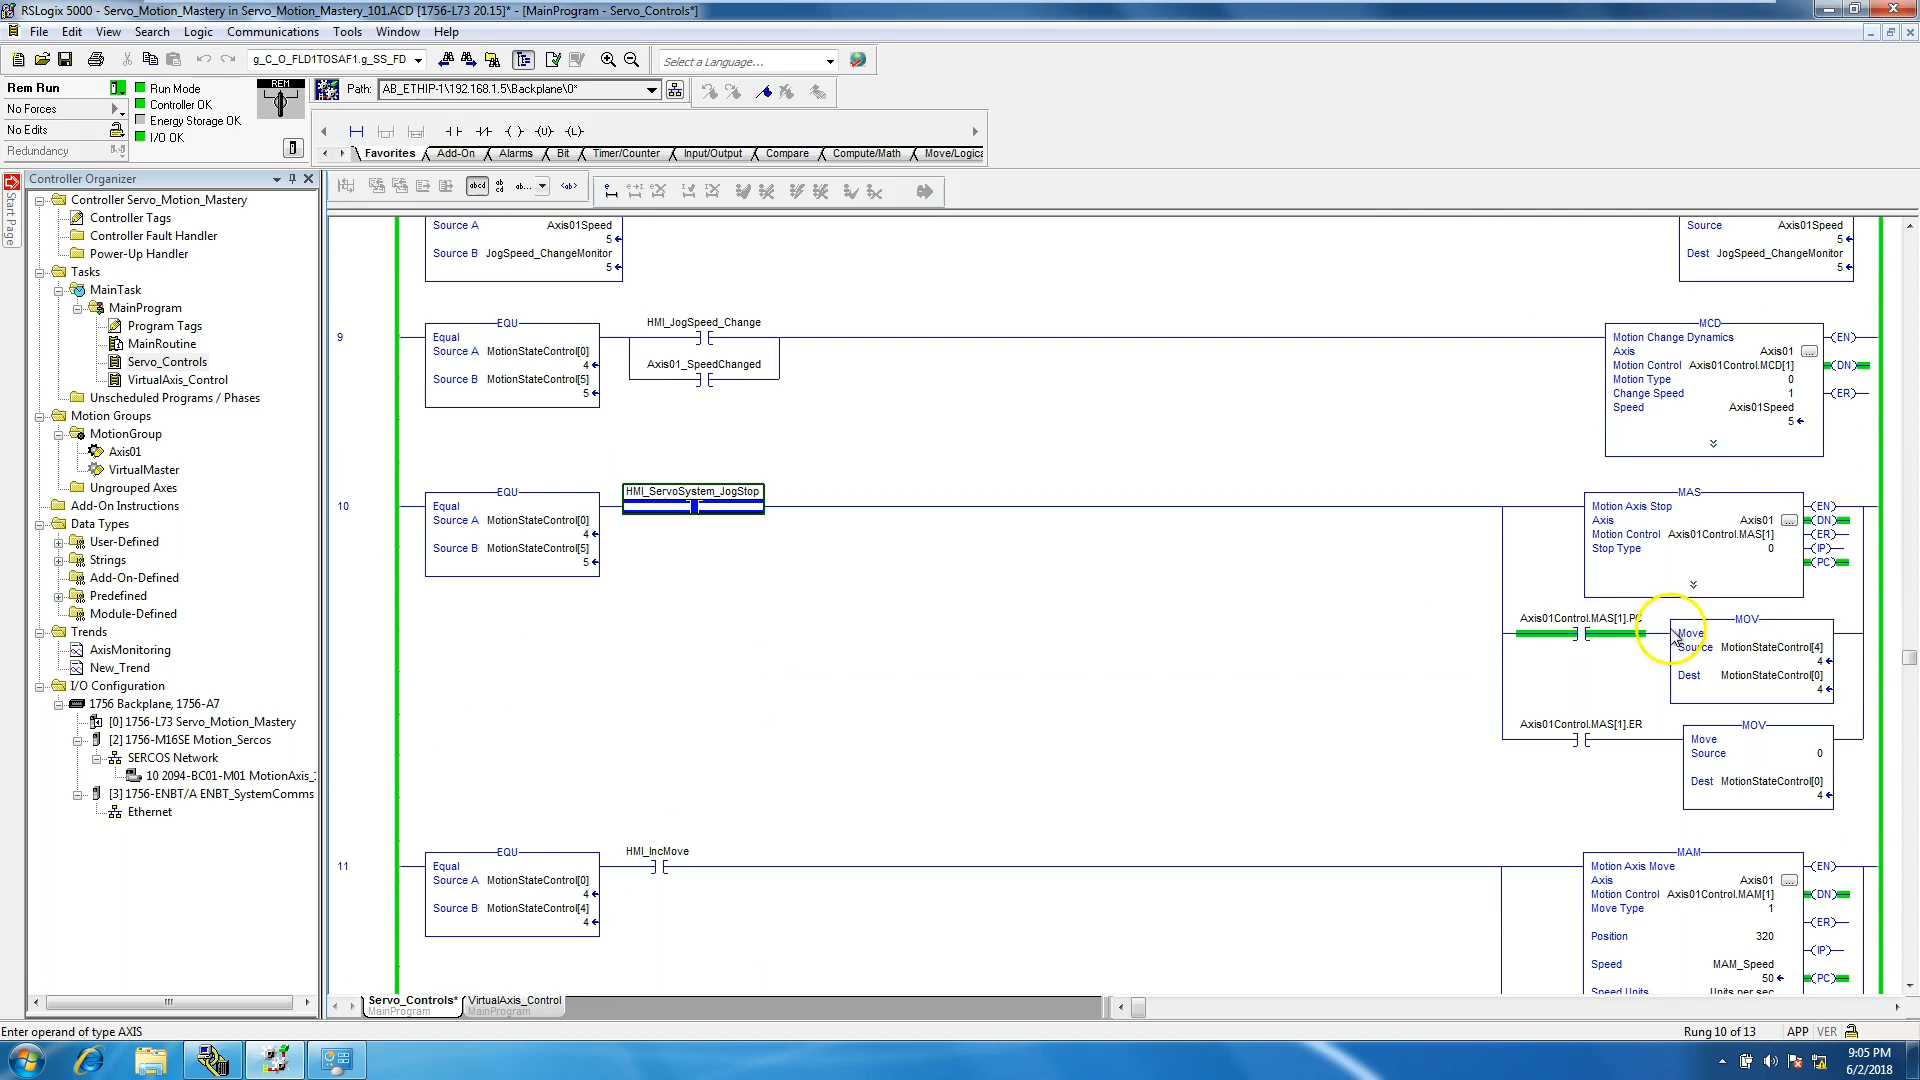 RSLogix 5000 - Servo_Motion_Mastery in Servo_Motion_Mastery_101.ACD [1756-L73 20.15]* - [MainProgram - Servo_Controls*]
File Edit View Search Logic Communications Tools Window Help
g_C_O_FLD1TOSAF1.g_SS_FD
Select a Language...
Rem Run
No Forces
No Edits
Redundancy
Run Mode
Controller OK
Energy Storage OK
I/O OK
REM
Path: AB_ETHIP-1\192.168.1.5\Backplane\0*
Favorites Add-On Alarms Bit Timer/Counter Input/Output Compare Compute/Math Move/Logica
Start Page
Controller Organizer
Controller Servo_Motion_Mastery
Controller Tags
Controller Fault Handler
Power-Up Handler
Tasks
MainTask
MainProgram
Program Tags
MainRoutine
Servo_Controls
VirtualAxis_Control
Unscheduled Programs / Phases
Motion Groups
MotionGroup
Axis01
VirtualMaster
Ungrouped Axes
Add-On Instructions
Data Types
User-Defined
Strings
Add-On-Defined
Predefined
Module-Defined
Trends
AxisMonitoring
New_Trend
I/O Configuration
1756 Backplane, 1756-A7
[0] 1756-L73 Servo_Motion_Mastery
[2] 1756-M16SE Motion_Sercos
SERCOS Network
10 2094-BC01-M01 MotionAxis_
[3] 1756-ENBT/A ENBT_SystemComms
Ethernet
Source A Axis01Speed
5
Source B JogSpeed_ChangeMonitor
5
Source Axis01Speed
5
Dest JogSpeed_ChangeMonitor
5
9
EQU
Equal
Source A MotionStateControl[0]
4
Source B MotionStateControl[5]
5
HMI_JogSpeed_Change
Axis01_SpeedChanged
MCD
Motion Change Dynamics
Axis Axis01 ...
Motion Control Axis01Control.MCD[1]
Motion Type 0
Change Speed 1
Speed Axis01Speed
5
EN
DN
ER
10
EQU
Equal
Source A MotionStateControl[0]
4
Source B MotionStateControl[5]
5
HMI_ServoSystem_JogStop
MAS
Motion Axis Stop
Axis Axis01 ...
Motion Control Axis01Control.MAS[1]
Stop Type 0
EN
DN
ER
IP
PC
Axis01Control.MAS[1].PC
MOV
Move
Source MotionStateControl[4]
4
Dest MotionStateControl[0]
4
Axis01Control.MAS[1].ER
MOV
Move
Source 0
Dest MotionStateControl[0]
4
11
EQU
Equal
Source A MotionStateControl[0]
4
Source B MotionStateControl[4]
4
HMI_IncMove
MAM
Motion Axis Move
Axis Axis01 ...
Motion Control Axis01Control.MAM[1]
Move Type 1
Position 320
Speed MAM_Speed
50
Speed Units Units per sec
EN
DN
ER
IP
PC
Servo_Controls*
MainProgram
VirtualAxis_Control
MainProgram
Enter operand of type AXIS
Rung 10 of 13 APP VER
9:05 PM
6/2/2018